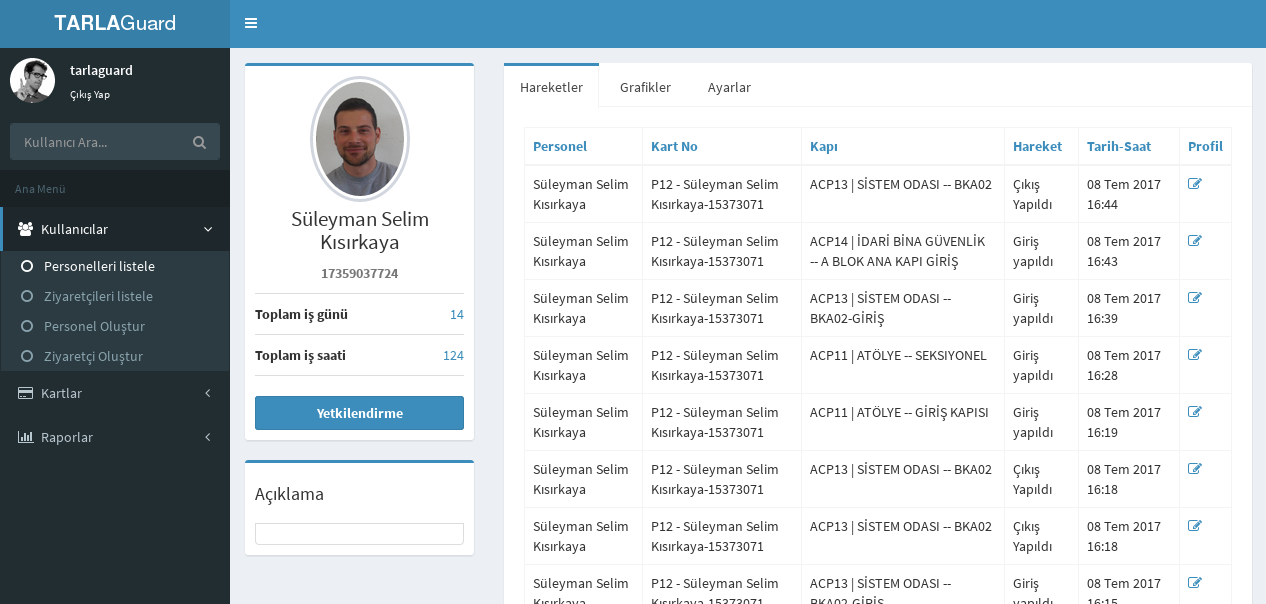 TARLAGuard
tarlaguard
Çıkış Yap
Kullanıcı Ara...
Ana Menü
Kullanıcılar
Personelleri listele
Ziyaretçileri listele
Personel Oluştur
Ziyaretçi Oluştur
Kartlar
Raporlar
Süleyman Selim
Kısırkaya
17359037724
Toplam iş günü 14
Toplam iş saati 124
Yetkilendirme
Açıklama
Hareketler Grafikler Ayarlar
Personel Kart No Kapı Hareket Tarih-Saat Profil
Süleyman Selim P12 - Süleyman Selim ACP13 | SİSTEM ODASI -- BKA02 Çıkış 08 Tem 2017
Kısırkaya Kısırkaya-15373071 Yapıldı 16:44
Süleyman Selim P12 - Süleyman Selim ACP14 | İDARİ BİNA GÜVENLİK Giriş 08 Tem 2017
Kısırkaya Kısırkaya-15373071 -- A BLOK ANA KAPI GİRİŞ yapıldı 16:43
Süleyman Selim P12 - Süleyman Selim ACP13 | SİSTEM ODASI -- Giriş 08 Tem 2017
Kısırkaya Kısırkaya-15373071 BKA02-GİRİŞ yapıldı 16:39
Süleyman Selim P12 - Süleyman Selim ACP11 | ATÖLYE -- SEKSIYONEL Giriş 08 Tem 2017
Kısırkaya Kısırkaya-15373071 yapıldı 16:28
Süleyman Selim P12 - Süleyman Selim ACP11 | ATÖLYE -- GİRİŞ KAPISI Giriş 08 Tem 2017
Kısırkaya Kısırkaya-15373071 yapıldı 16:19
Süleyman Selim P12 - Süleyman Selim ACP13 | SİSTEM ODASI -- BKA02 Çıkış 08 Tem 2017
Kısırkaya Kısırkaya-15373071 Yapıldı 16:18
Süleyman Selim P12 - Süleyman Selim ACP13 | SİSTEM ODASI -- BKA02 Çıkış 08 Tem 2017
Kısırkaya Kısırkaya-15373071 Yapıldı 16:18
Süleyman Selim P12 - Süleyman Selim ACP13 | SİSTEM ODASI -- Giriş 08 Tem 2017
Kısırkaya Kısırkaya-15373071 BKA02-GİRİŞ yapıldı 16:15